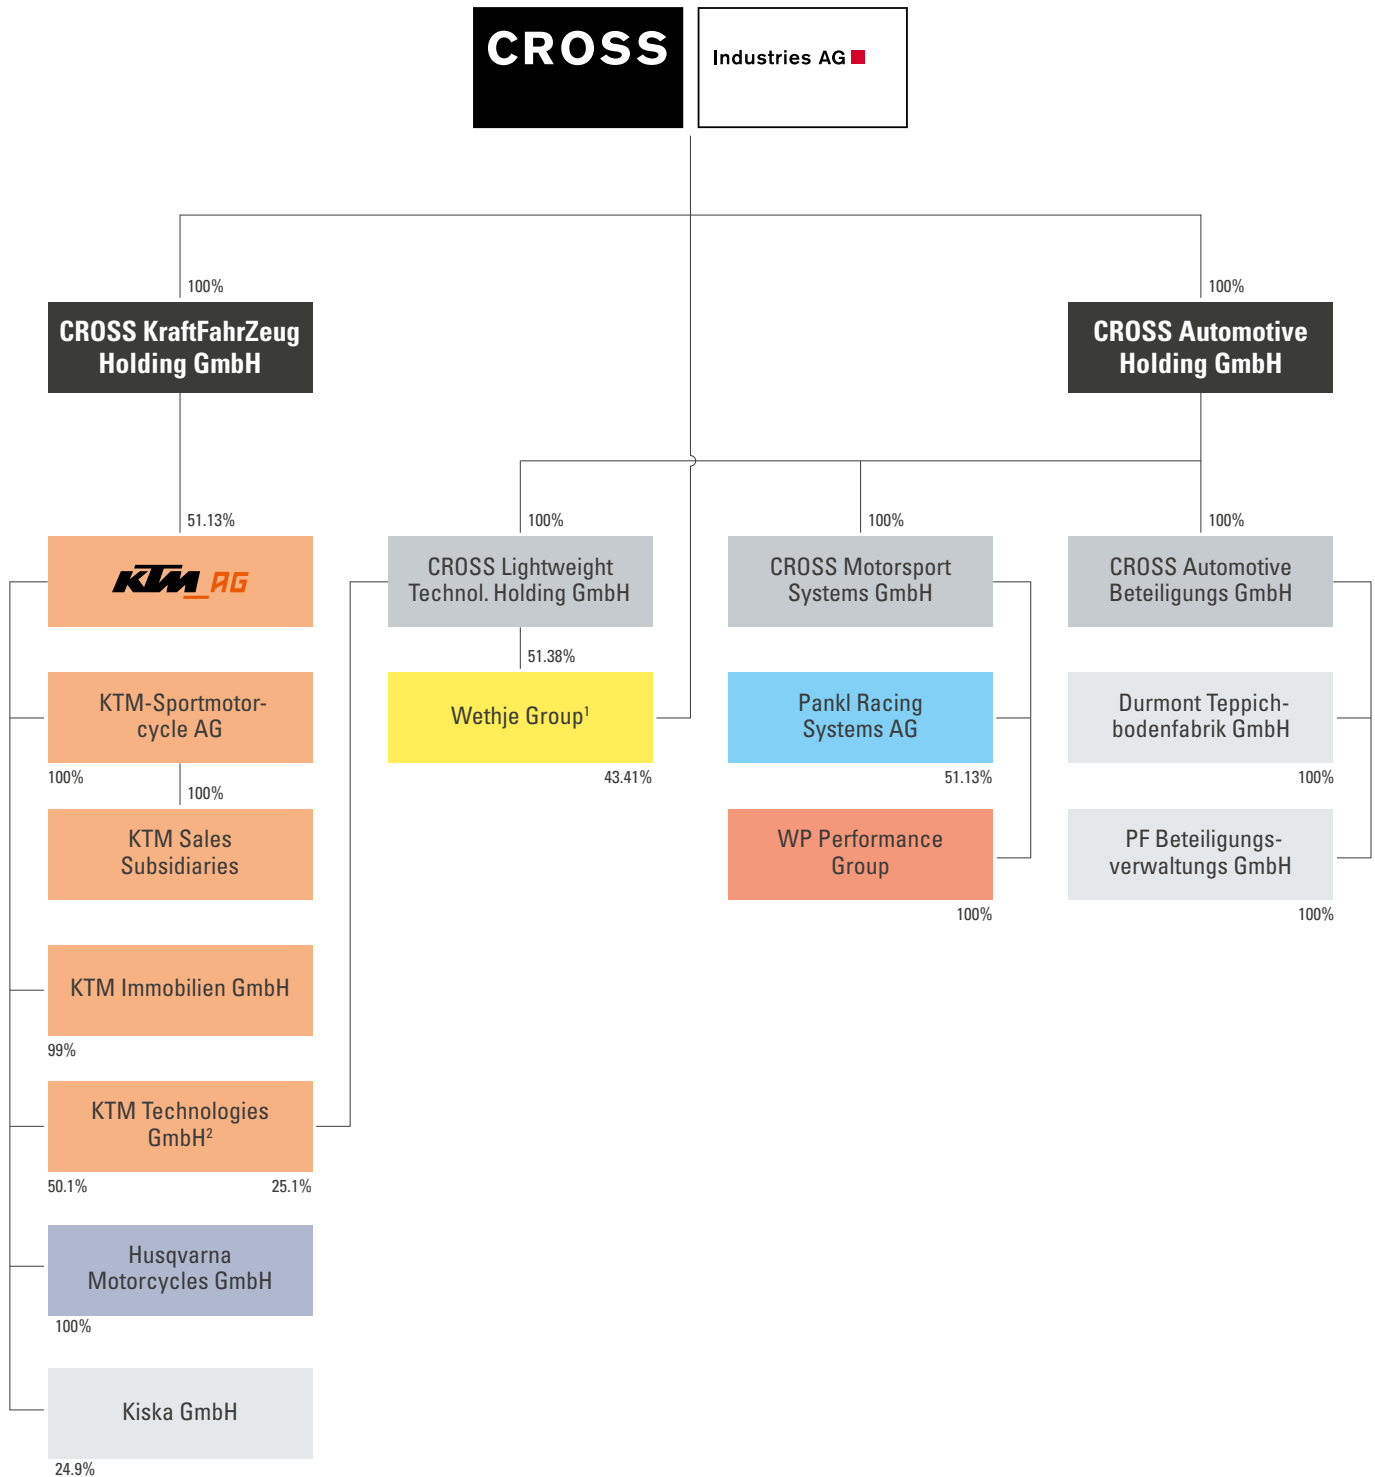 CROSS
Industries AG
100%
100%
CROSS KraftFahrZeug
Holding GmbH
CROSS Automotive
Holding GmbH
51.13%
100%
100%
100%
KTM_AG
CROSS Lightweight
Technol. Holding GmbH
CROSS Motorsport
Systems GmbH
CROSS Automotive
Beteiligungs GmbH
51.38%
KTM-Sportmotor-
cycle AG
Wethje Group¹
Pankl Racing
Systems AG
Durmont Teppich-
bodenfabrik GmbH
100%
43.41%
51.13%
100%
100%
KTM Sales
Subsidiaries
WP Performance
Group
PF Beteiligungs-
verwaltungs GmbH
100%
100%
KTM Immobilien GmbH
99%
KTM Technologies
GmbH²
50.1%
25.1%
Husqvarna
Motorcycles GmbH
100%
Kiska GmbH
24.9%